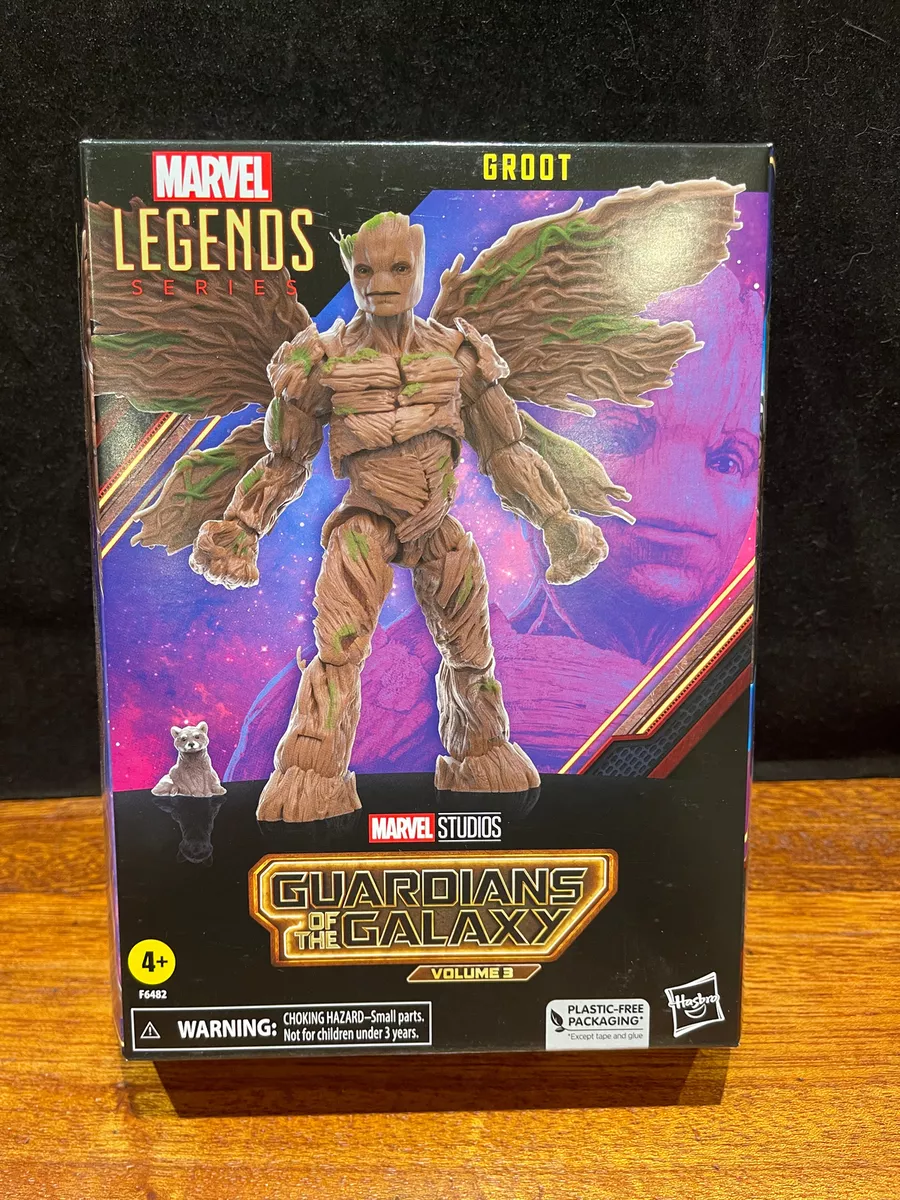 MARVEL
LEGENDS
SERIES
GROOT
MARVEL STUDIOS
GUARDIANS
OF THE GALAXY
VOLUME 3
4+
F6482
WARNING: CHOKING HAZARD–Small parts.
Not for children under 3 years.
PLASTIC-FREE
PACKAGING*
*Except tape and glue
Hasbro